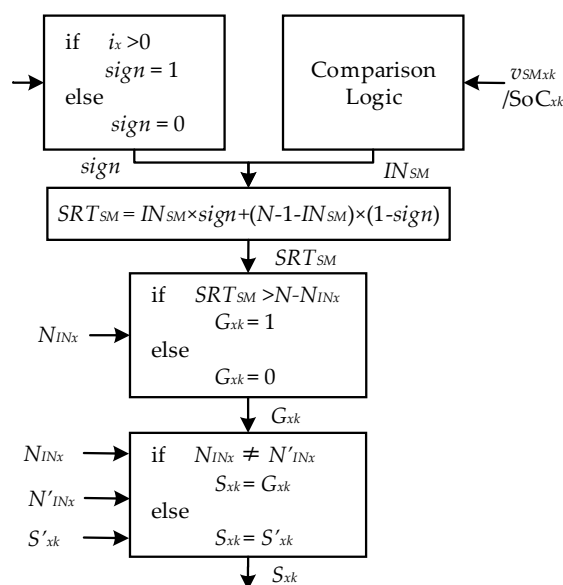 if i_x >0
sign = 1
else
sign = 0
Comparison
Logic
v_SMxk
/SoC_xk
sign
IN_SM
SRT_SM = IN_SM×sign+(N-1-IN_SM)×(1-sign)
SRT_SM
if SRT_SM >N-N_INx
G_xk = 1
else
G_xk = 0
N_INx
G_xk
N_INx
N'_INx
S'_xk
if N_INx ≠ N'_INx
S_xk = G_xk
else
S_xk = S'_xk
S_xk